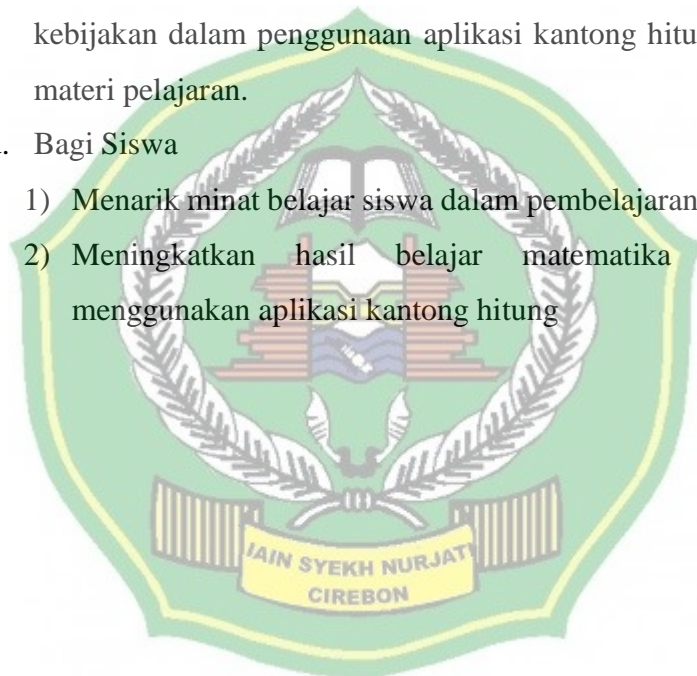 kebijakan dalam penggunaan aplikasi kantong hitu
materi pelajaran.
. Bagi Siswa
1) Menarik minat belajar siswa dalam pembelajaran
2) Meningkatkan hasil belajar matematika
menggunakan aplikasi kantong hitung
IAIN SYEKH NURJATI
CIREBON